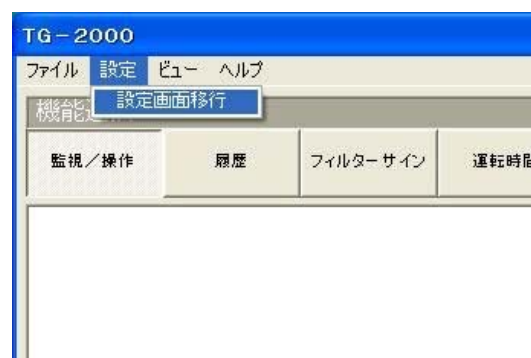 TG-2000
ファイル 設定 ビュー ヘルプ
設定画面移行
機能
監視／操作 履歴 フィルターサイン 運転時間